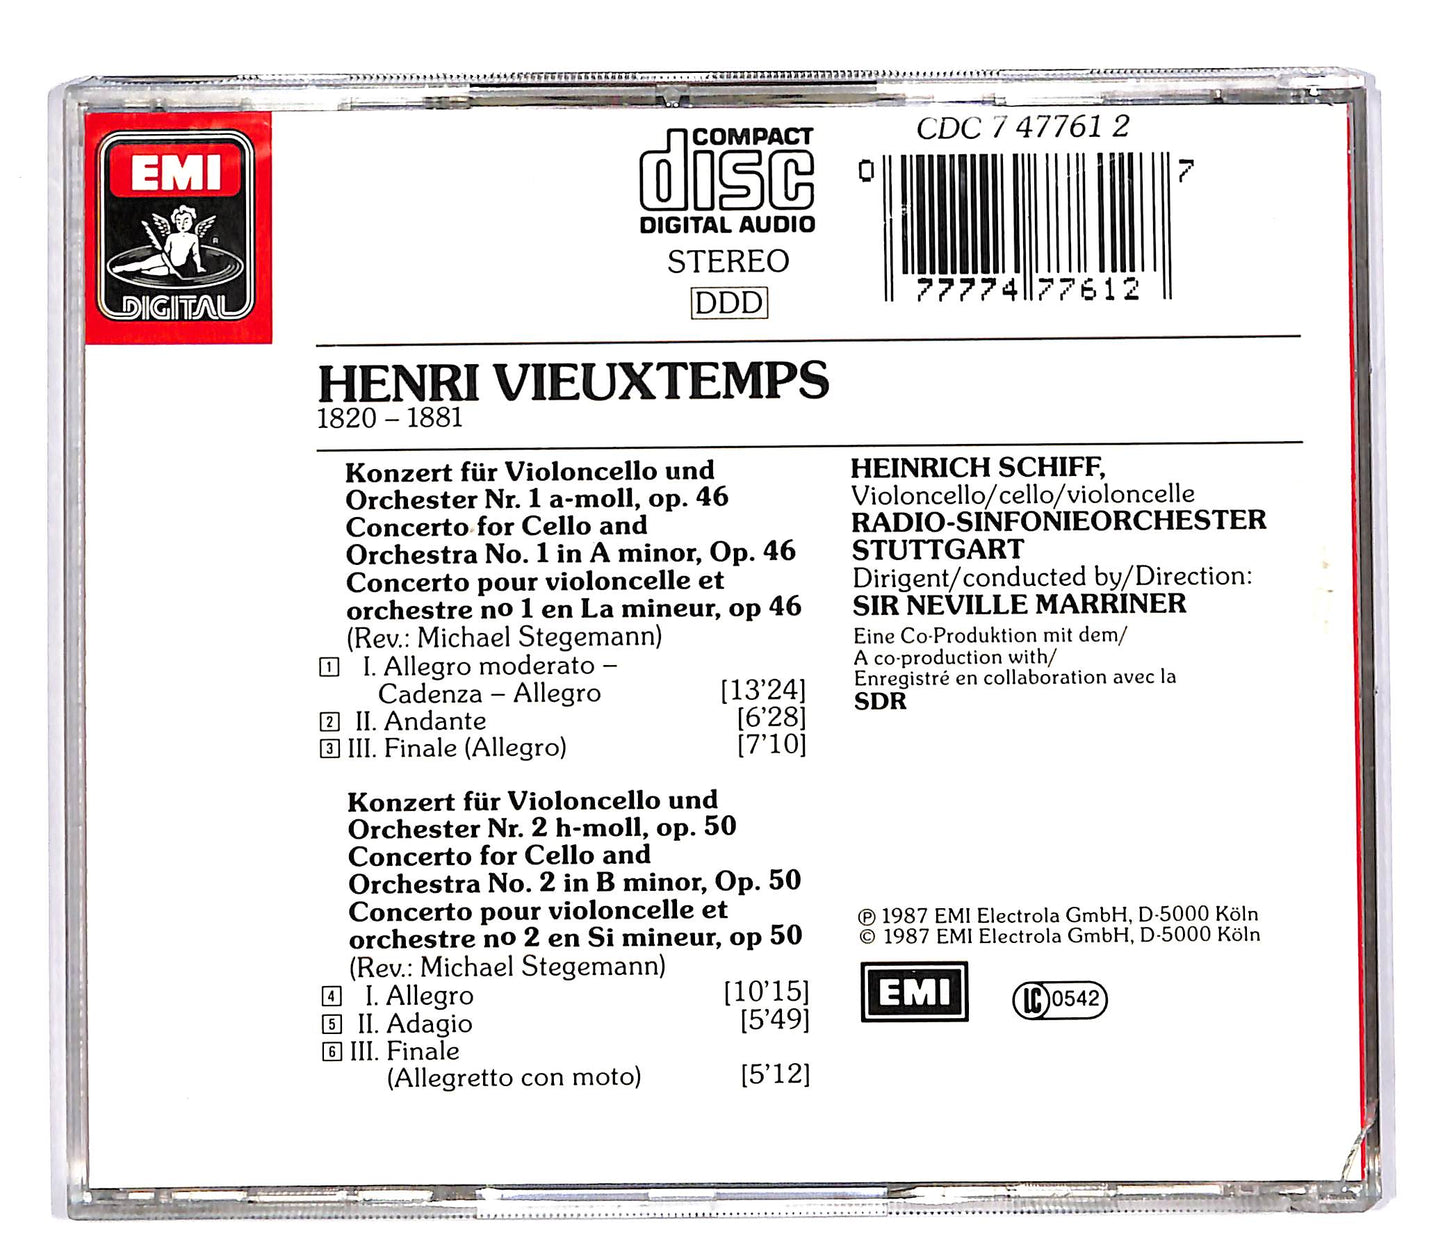 EMI
DIGITAL
COMPACT
disc
DIGITAL AUDIO
STEREO
DDD
CDC 7 47761 2
0 77774 77612 7
HENRI VIEUXTEMPS
1820 – 1881
Konzert für Violoncello und
Orchester Nr. 1 a-moll, op. 46
Concerto for Cello and
Orchestra No. 1 in A minor, Op. 46
Concerto pour violoncelle et
orchestre no 1 en La mineur, op 46
(Rev.: Michael Stegemann)
1 I. Allegro moderato –
Cadenza – Allegro [13'24]
2 II. Andante [6'28]
3 III. Finale (Allegro) [7'10]
Konzert für Violoncello und
Orchester Nr. 2 h-moll, op. 50
Concerto for Cello and
Orchestra No. 2 in B minor, Op. 50
Concerto pour violoncelle et
orchestre no 2 en Si mineur, op 50
(Rev.: Michael Stegemann)
4 I. Allegro [10'15]
5 II. Adagio [5'49]
6 III. Finale
(Allegretto con moto) [5'12]
HEINRICH SCHIFF,
Violoncello/cello/violoncelle
RADIO-SINFONIEORCHESTER
STUTTGART
Dirigent/conducted by/Direction:
SIR NEVILLE MARRINER
Eine Co-Produktion mit dem/
A co-production with/
Enregistré en collaboration avec la
SDR
℗ 1987 EMI Electrola GmbH, D-5000 Köln
© 1987 EMI Electrola GmbH, D-5000 Köln
EMI
LC 0542